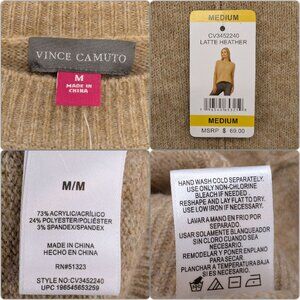 VINCE CAMUTO
M
MADE IN
CHINA
MEDIUM
CV3452240
LATTE HEATHER
MEDIUM
MSRP $ 69.00
M/M
73% ACRYLIC/ACRÍLICO
24% POLYESTER/POLIÉSTER
3% SPANDEX/SPANDEX
MADE IN CHINA
HECHO EN CHINA
RN#51323
STYLE NO:CV3452240
UPC 196545653259
HAND WASH COLD SEPARATELY.
USE ONLY NON-CHLORINE
BLEACH IF NEEDED.
RESHAPE AND LAY FLAT TO DRY.
USE LOW IRON IF NECESSARY.
LAVAR A MANO EN FRIO POR
SEPARADO.
USAR SOLAMENTE BLANQUEADOR
SIN CLORO CUANDO SEA
NECESARIO.
REMODELAR Y PONER PLANO
PARA SECAR.
PLANCHAR A TEMPERATURA BAJA
SI ES NECESARIO.